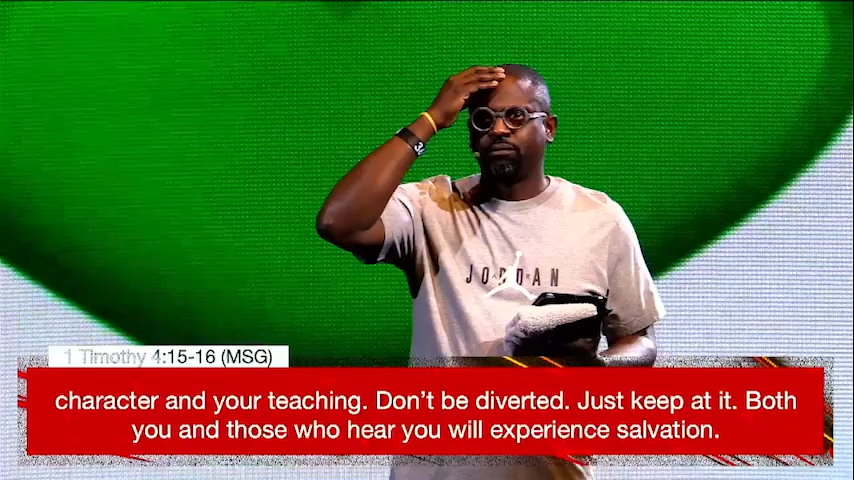 JORDAN
1 Timothy 4:15-16 (MSG)
character and your teaching. Don't be diverted. Just keep at it. Both
you and those who hear you will experience salvation.